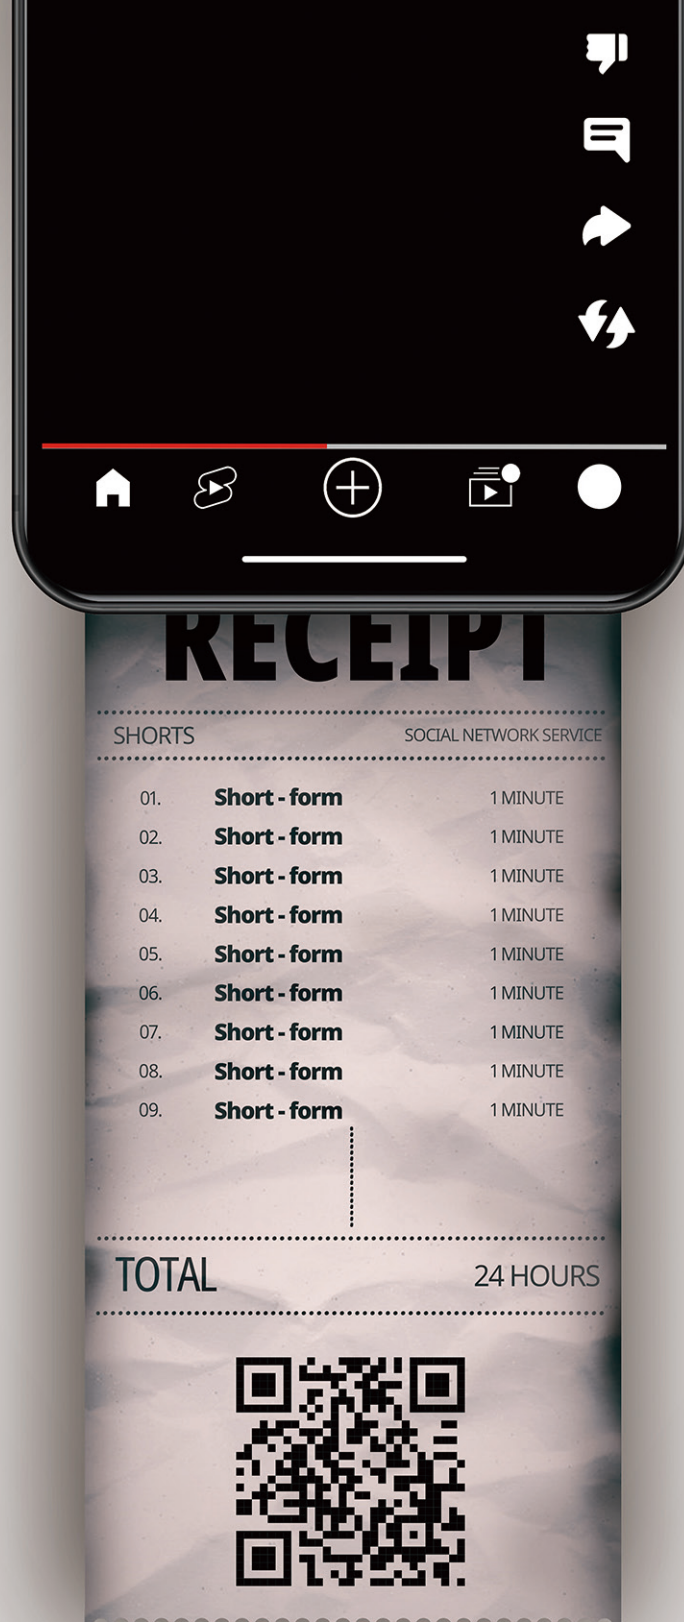 RECEIPT
SHORTS SOCIAL NETWORK SERVICE
01. Short - form 1 MINUTE
02. Short - form 1 MINUTE
03. Short - form 1 MINUTE
04. Short - form 1 MINUTE
05. Short - form 1 MINUTE
06. Short - form 1 MINUTE
07. Short - form 1 MINUTE
08. Short - form 1 MINUTE
09. Short - form 1 MINUTE
TOTAL 24 HOURS